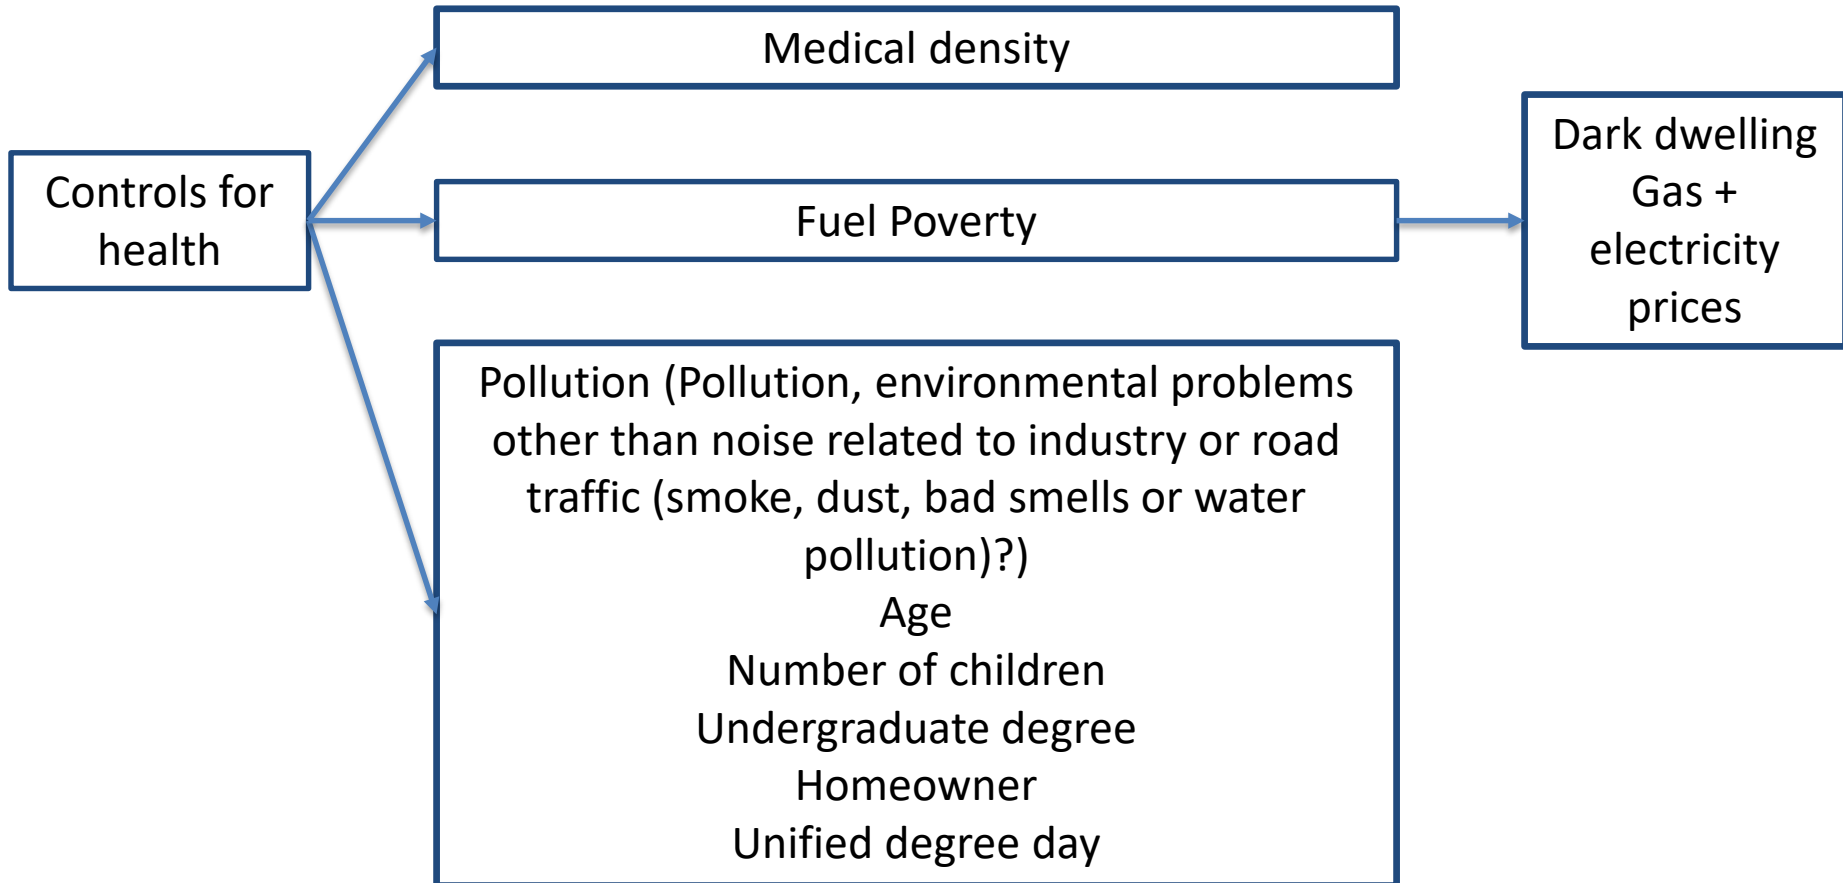 Medical density
Controls for
health
Fuel Poverty
Dark dwelling
Gas +
electricity
prices
Pollution (Pollution, environmental problems
other than noise related to industry or road
traffic (smoke, dust, bad smells or water
pollution)?)
Age
Number of children
Undergraduate degree
Homeowner
Unified degree day